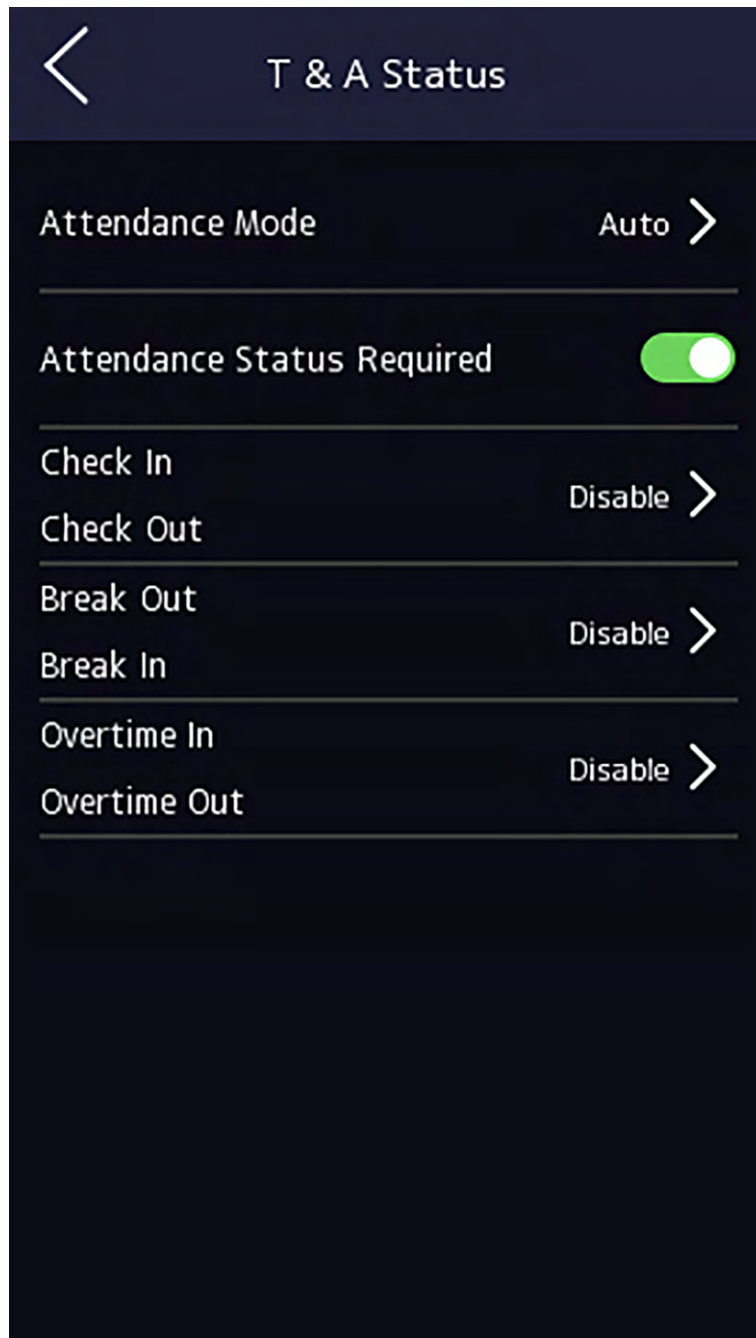 T & A Status
Attendance Mode
Auto
Attendance Status Required
Check In
Check Out
Disable
Break Out
Break In
Disable
Overtime In
Overtime Out
Disable